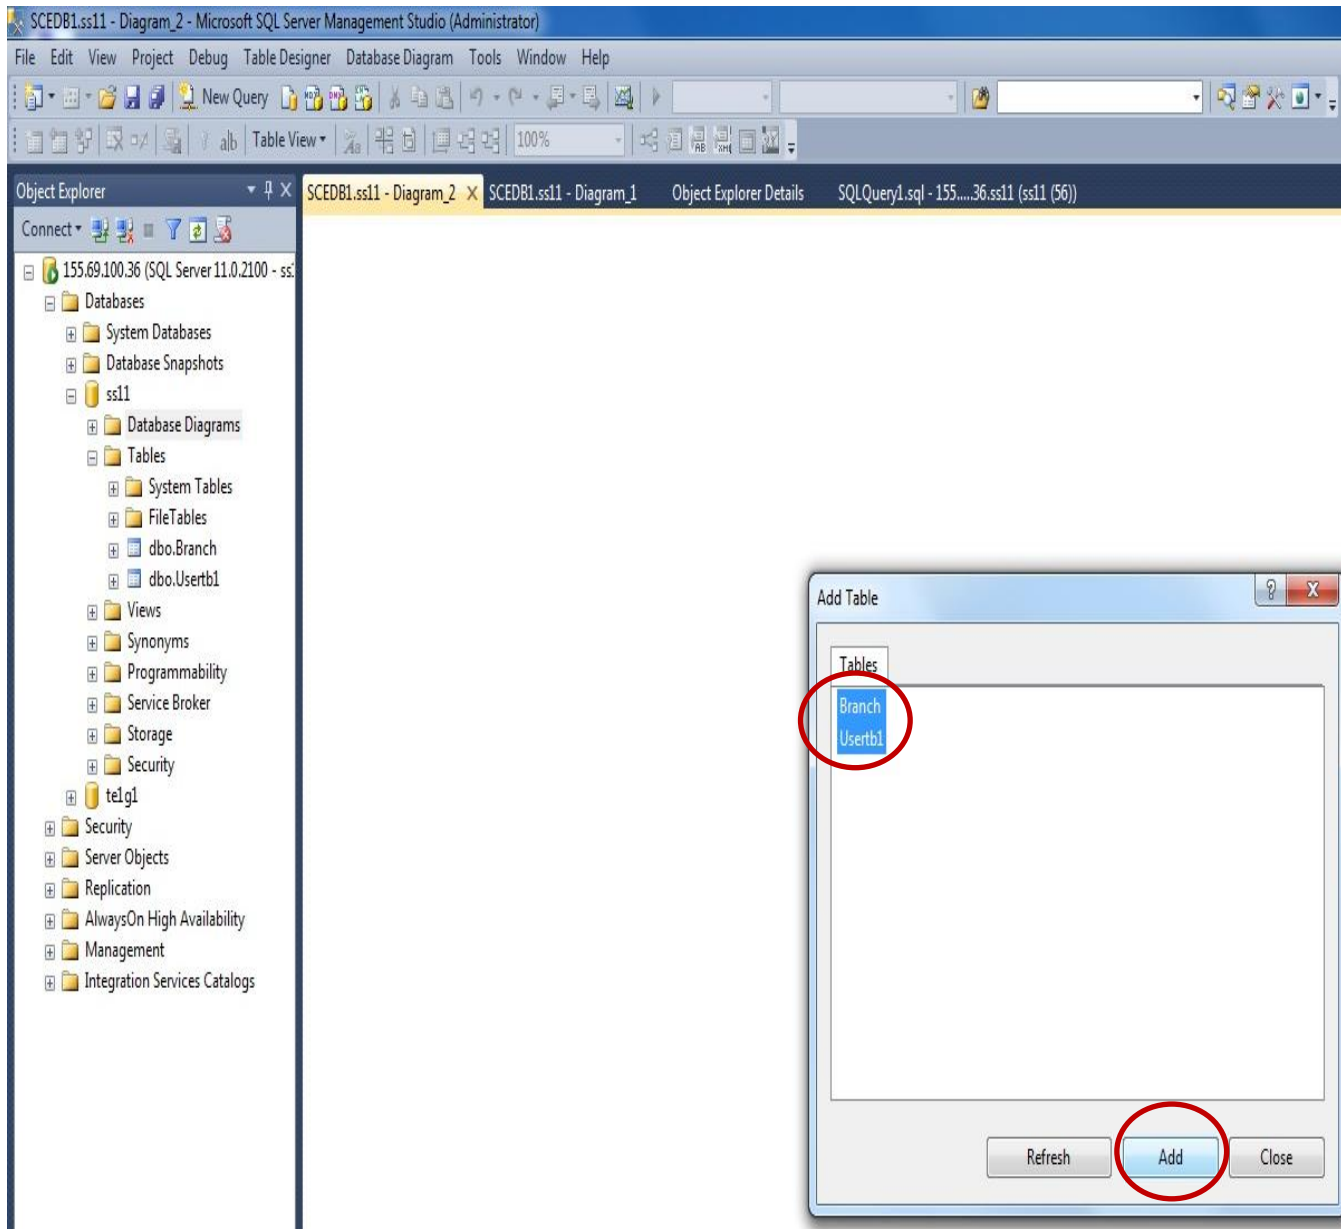 SCEDB1.ss11 - Diagram_2 - Microsoft SQL Server Management Studio (Administrator)
File Edit View Project Debug Table Designer Database Diagram Tools Window Help
New Query
Table View 100%
Object Explorer
SCEDB1.ss11 - Diagram_2 X SCEDB1.ss11 - Diagram_1 Object Explorer Details SQLQuery1.sql - 155.....36.ss11 (ss11 (56))
Connect
155.69.100.36 (SQL Server 11.0.2100 - ss:
Databases
System Databases
Database Snapshots
ss11
Database Diagrams
Tables
System Tables
FileTables
dbo.Branch
dbo.Usertb1
Views
Synonyms
Programmability
Service Broker
Storage
Security
te1g1
Security
Server Objects
Replication
AlwaysOn High Availability
Management
Integration Services Catalogs
Add Table
Tables
Branch
Usertb1
Refresh Add Close